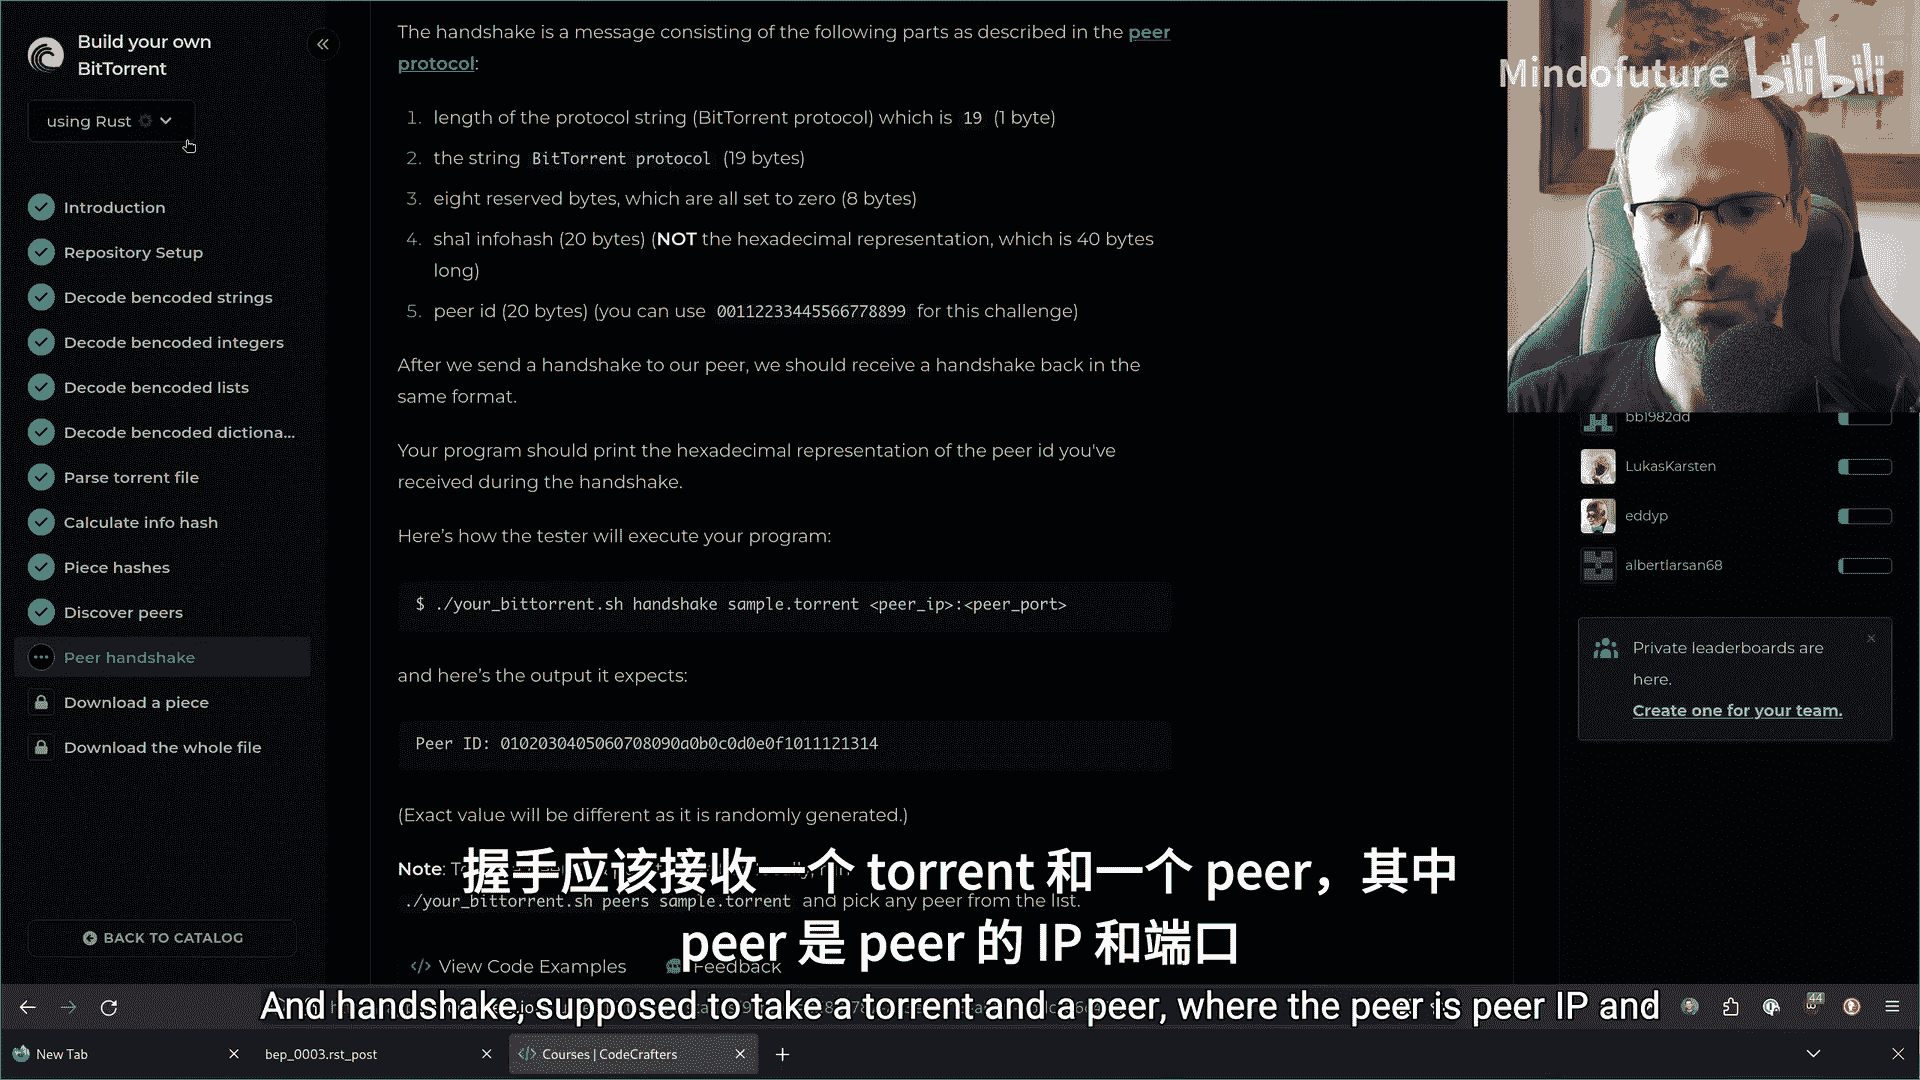 Build your own
BitTorrent
using Rust
Introduction
Repository Setup
Decode bencoded strings
Decode bencoded integers
Decode bencoded lists
Decode bencoded dictiona...
Parse torrent file
Calculate info hash
Piece hashes
Discover peers
Peer handshake
Download a piece
Download the whole file
BACK TO CATALOG
The handshake is a message consisting of the following parts as described in the peer
protocol:
1. length of the protocol string (BitTorrent protocol) which is 19 (1 byte)
2. the string BitTorrent protocol (19 bytes)
3. eight reserved bytes, which are all set to zero (8 bytes)
4. sha1 infohash (20 bytes) (NOT the hexadecimal representation, which is 40 bytes
long)
5. peer id (20 bytes) (you can use 00112233445566778899 for this challenge)
After we send a handshake to our peer, we should receive a handshake back in the
same format.
Your program should print the hexadecimal representation of the peer id you've
received during the handshake.
Here's how the tester will execute your program:
$ ./your_bittorrent.sh handshake sample.torrent <peer_ip>:<peer_port>
and here's the output it expects:
Peer ID: 0102030405060708090a0b0c0d0e0f1011121314
(Exact value will be different as it is randomly generated.)
Note:
./your_bittorrent.sh peers sample.torrent and pick any peer from the list.
View Code Examples
Feedback
Mindofuture bilibili
bb1982dd
LukasKarsten
eddyp
albertlarsan68
Private leaderboards are
here.
Create one for your team.
握手应该接收一个 torrent 和一个 peer，其中
peer 是 peer 的 IP 和端口
And handshake, supposed to take a torrent and a peer, where the peer is peer IP and
44
New Tab
bep_0003.rst_post
Courses | CodeCrafters